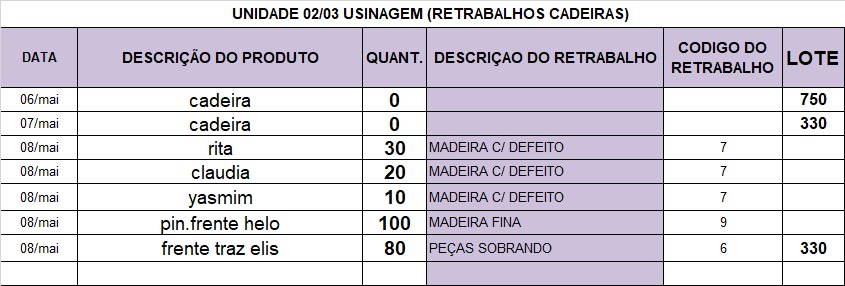 UNIDADE 02/03 USINAGEM (RETRABALHOS CADEIRAS)
DATA DESCRIÇÃO DO PRODUTO QUANT. DESCRIÇAO DO RETRABALHO CODIGO DO RETRABALHO LOTE
06/mai cadeira 0 750
07/mai cadeira 0 330
08/mai rita 30 MADEIRA C/ DEFEITO 7
08/mai claudia 20 MADEIRA C/ DEFEITO 7
08/mai yasmim 10 MADEIRA C/ DEFEITO 7
08/mai pin.frente helo 100 MADEIRA FINA 9
08/mai frente traz elis 80 PEÇAS SOBRANDO 6 330